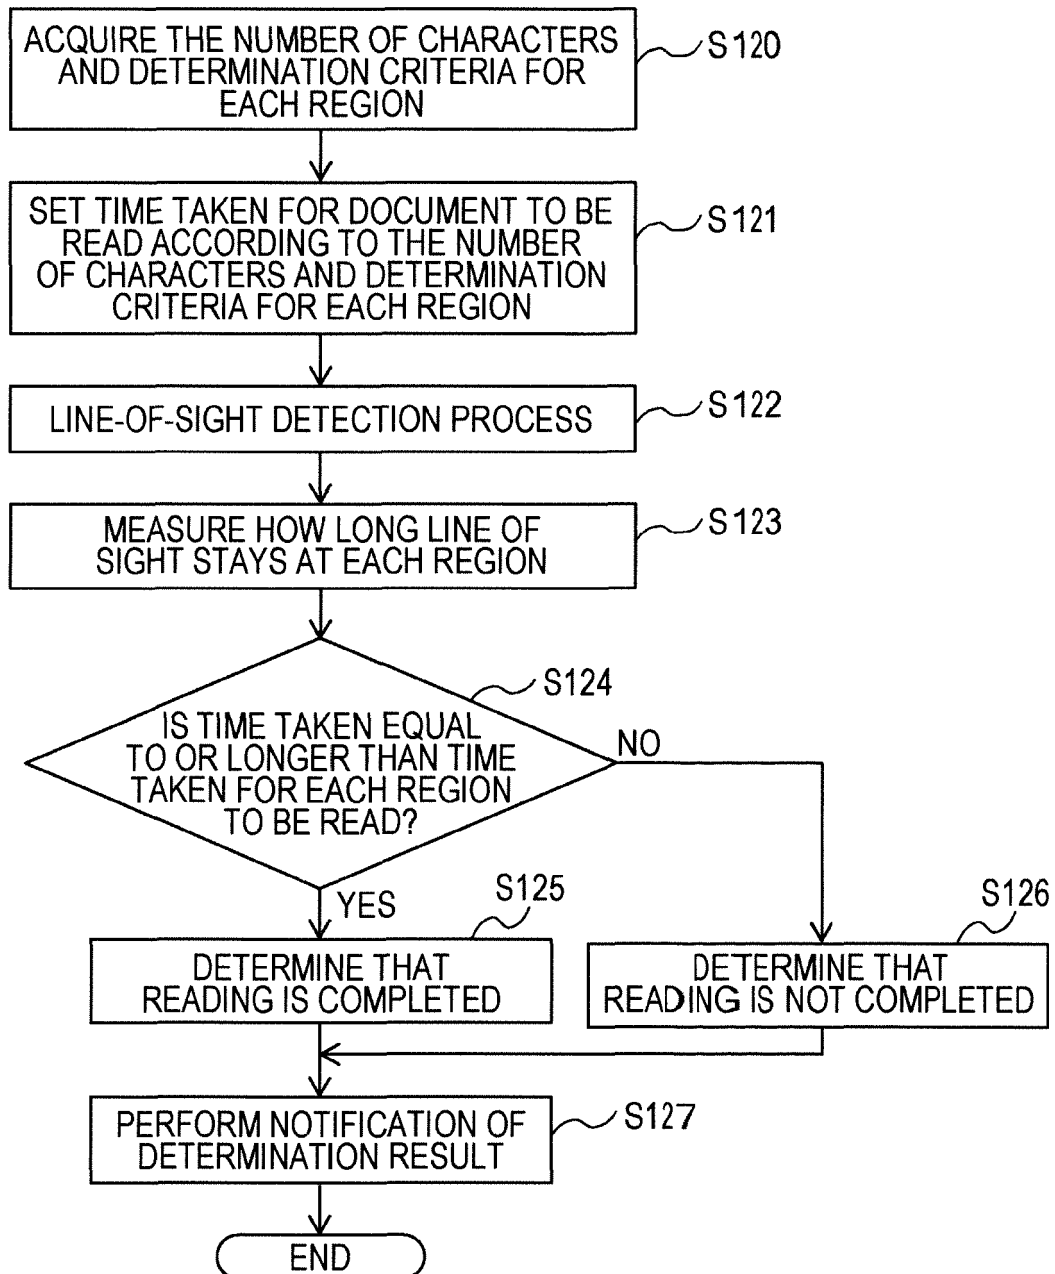 ACQUIRE THE NUMBER OF CHARACTERS
AND DETERMINATION CRITERIA FOR
EACH REGION
S120
SET TIME TAKEN FOR DOCUMENT TO BE
READ ACCORDING TO THE NUMBER
OF CHARACTERS AND DETERMINATION
CRITERIA FOR EACH REGION
S121
LINE-OF-SIGHT DETECTION PROCESS
S122
MEASURE HOW LONG LINE OF
SIGHT STAYS AT EACH REGION
S123
S124
IS TIME TAKEN EQUAL
TO OR LONGER THAN TIME
TAKEN FOR EACH REGION
TO BE READ?
NO
YES
S125
DETERMINE THAT
READING IS COMPLETED
S126
DETERMINE THAT
READING IS NOT COMPLETED
PERFORM NOTIFICATION OF
DETERMINATION RESULT
S127
END